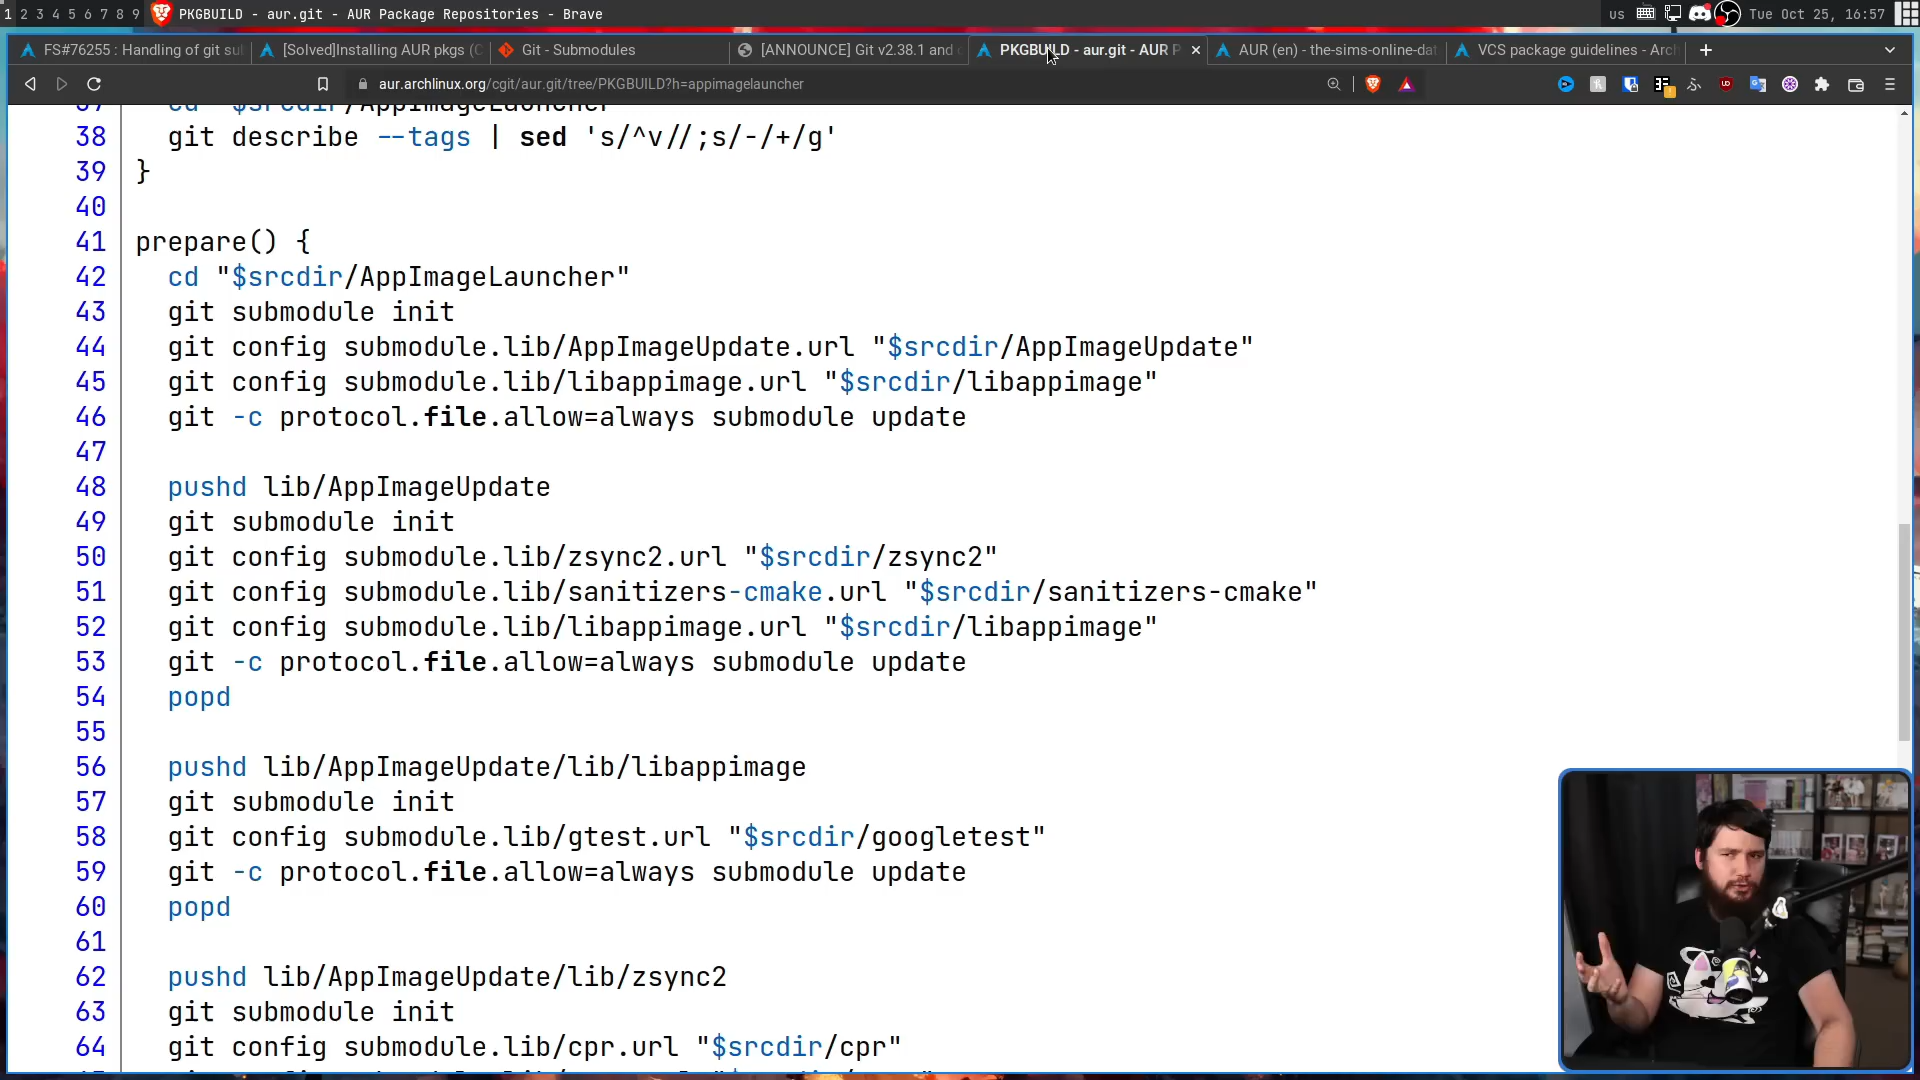 1 2 3 4 5 6 7 8 9 PKGBUILD - aur.git - AUR Package Repositories - Brave
us Tue Oct 25, 16:57
FS#76255 : Handling of git sub
[Solved]Installing AUR pkgs (C
Git - Submodules
[ANNOUNCE] Git v2.38.1 and o
PKGBUILD - aur.git - AUR P
AUR (en) - the-sims-online-dat
VCS package guidelines - Arch
aur.archlinux.org/cgit/aur.git/tree/PKGBUILD?h=appimagelauncher
37 cd "$srcdir/AppImageLauncher"
38 git describe --tags | sed 's/^v//;s/-/+/g'
39 }
40
41 prepare() {
42 cd "$srcdir/AppImageLauncher"
43 git submodule init
44 git config submodule.lib/AppImageUpdate.url "$srcdir/AppImageUpdate"
45 git config submodule.lib/libappimage.url "$srcdir/libappimage"
46 git -c protocol.file.allow=always submodule update
47
48 pushd lib/AppImageUpdate
49 git submodule init
50 git config submodule.lib/zsync2.url "$srcdir/zsync2"
51 git config submodule.lib/sanitizers-cmake.url "$srcdir/sanitizers-cmake"
52 git config submodule.lib/libappimage.url "$srcdir/libappimage"
53 git -c protocol.file.allow=always submodule update
54 popd
55
56 pushd lib/AppImageUpdate/lib/libappimage
57 git submodule init
58 git config submodule.lib/gtest.url "$srcdir/googletest"
59 git -c protocol.file.allow=always submodule update
60 popd
61
62 pushd lib/AppImageUpdate/lib/zsync2
63 git submodule init
64 git config submodule.lib/cpr.url "$srcdir/cpr"